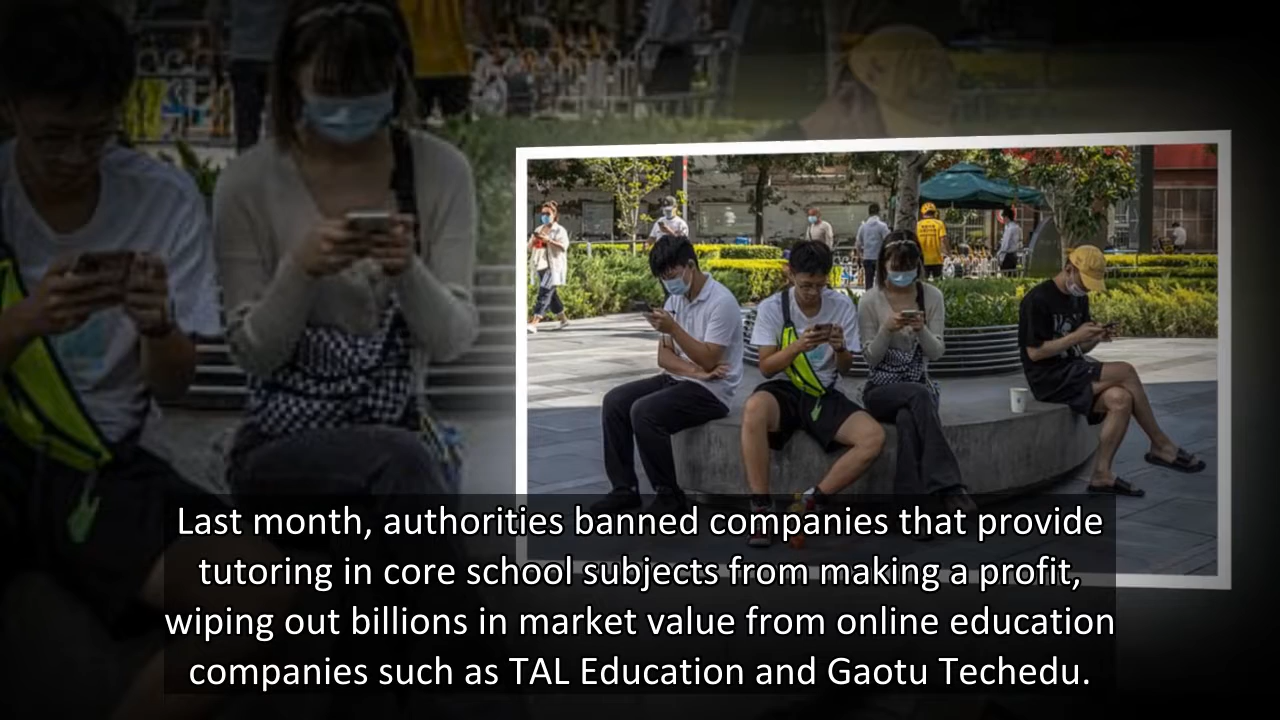 Last month, authorities banned companies that provide
tutoring in core school subjects from making a profit,
wiping out billions in market value from online education
companies such as TAL Education and Gaotu Techedu.